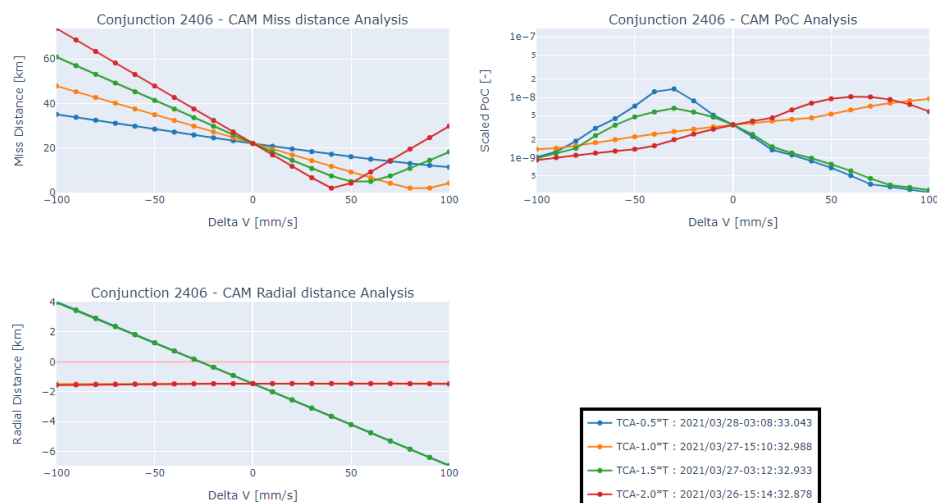 Conjunction 2406 - CAM Miss distance Analysis
Miss Distance [km]
60
40
20
0
−100
−50
0
50
100
Delta V [mm/s]
Conjunction 2406 - CAM PoC Analysis
Scaled PoC [-]
1e−7
5
2
1e−8
5
2
1e−9
5
−100
−50
0
50
100
Delta V [mm/s]
Conjunction 2406 - CAM Radial distance Analysis
Radial Distance [km]
4
2
0
−2
−4
−6
−100
−50
0
50
100
Delta V [mm/s]
TCA-0.5*T : 2021/03/28-03:08:33.043
TCA-1.0*T : 2021/03/27-15:10:32.988
TCA-1.5*T : 2021/03/27-03:12:32.933
TCA-2.0*T : 2021/03/26-15:14:32.878